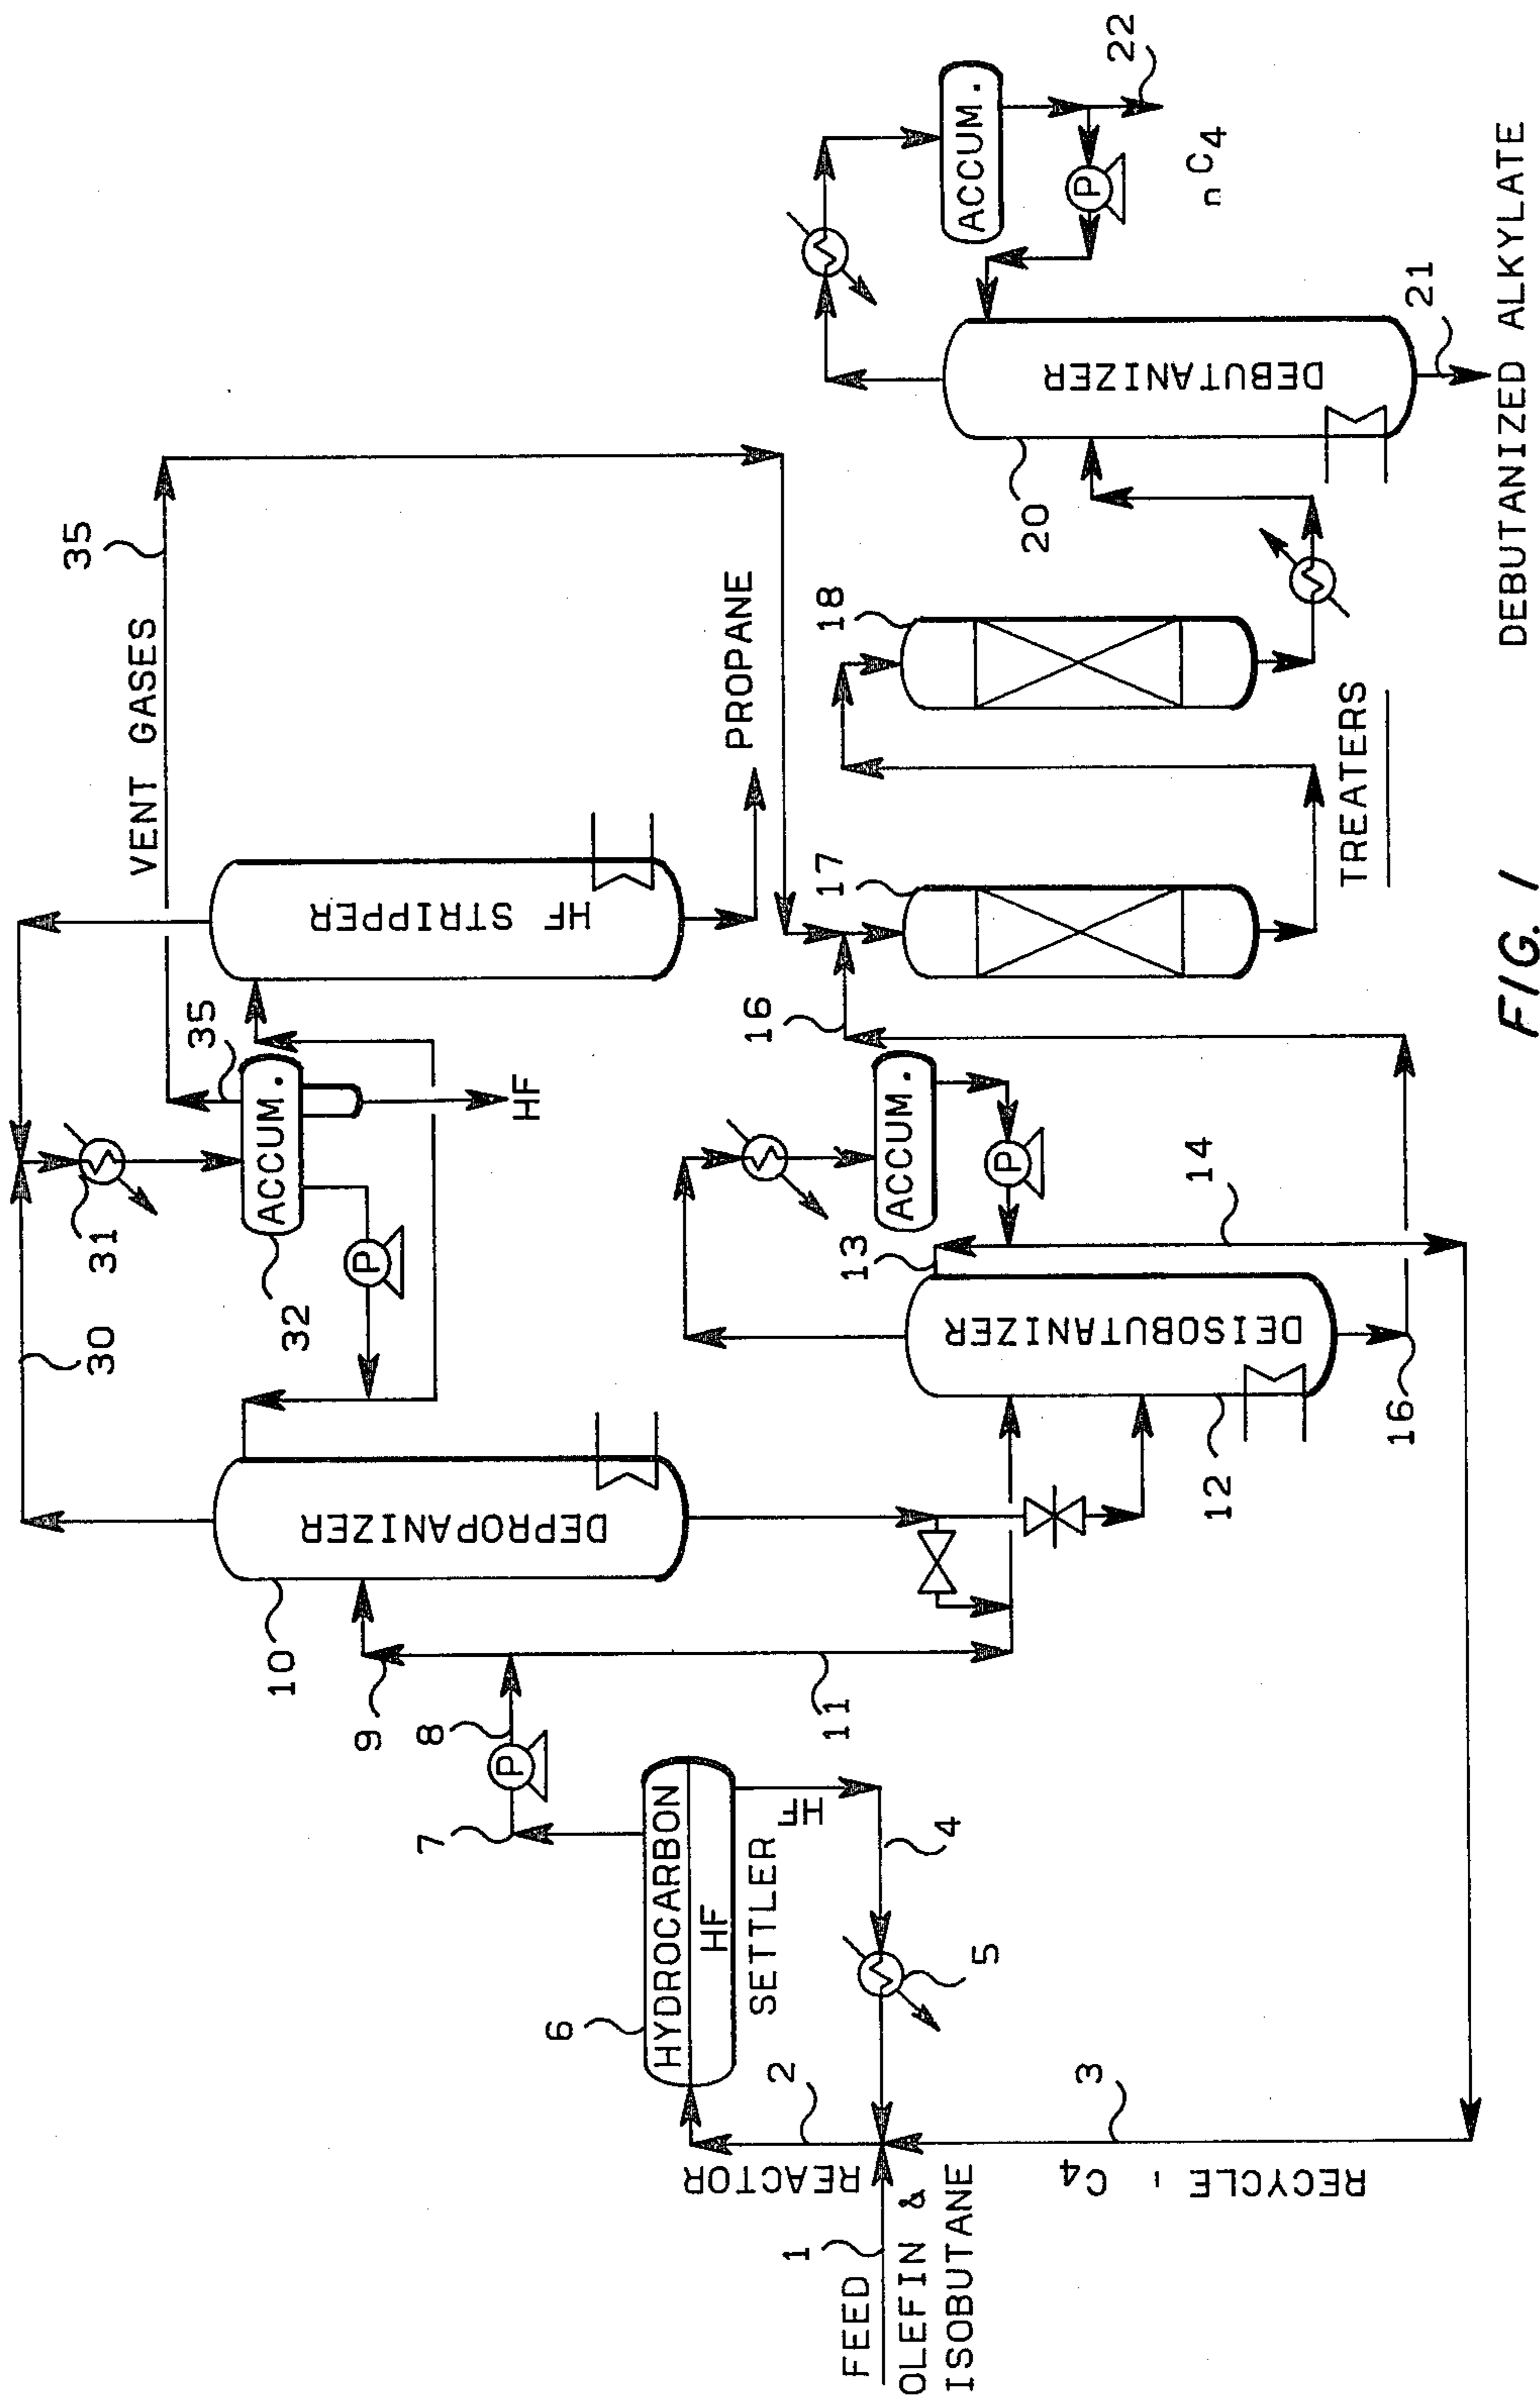 35
VENT GASES
30
31
32
35
ACCUM.
P
HF
HF STRIPPER
PROPANE
DEPROPANIZER
10
9
8
7
P
11
6
HYDROCARBON
HF
SETTLER
HF
4
5
REACTOR
2
1
FEED
OLEFIN &
ISOBUTANE
3
RECYCLE i C4
DEISOBUTANIZER
12
13
14
ACCUM.
P
16
16
17
18
TREATERS
20
DEBUTANIZER
21
ACCUM.
P
22
nC4
DEBUTANIZED ALKYLATE
FIG. 1